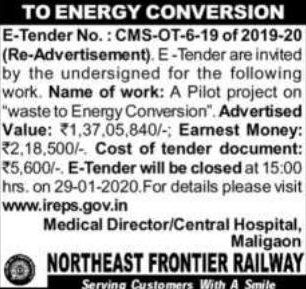 TO ENERGY CONVERSION
E-Tender No. : CMS-OT-6-19 of 2019-20
(Re-Advertisement). E -Tender are invited
by the undersigned for the following
work. Name of work: A Pilot project on
"waste to Energy Conversion". Advertised
Value: ₹1,37,05,840/-; Earnest Money:
₹2,18,500/-. Cost of tender document:
₹5,600/-. E-Tender will be closed at 15:00
hrs. on 29-01-2020.For details please visit
www.ireps.gov.in
Medical Director/Central Hospital,
Maligaon
NORTHEAST FRONTIER RAILWAY
Serving Customers With A Smile